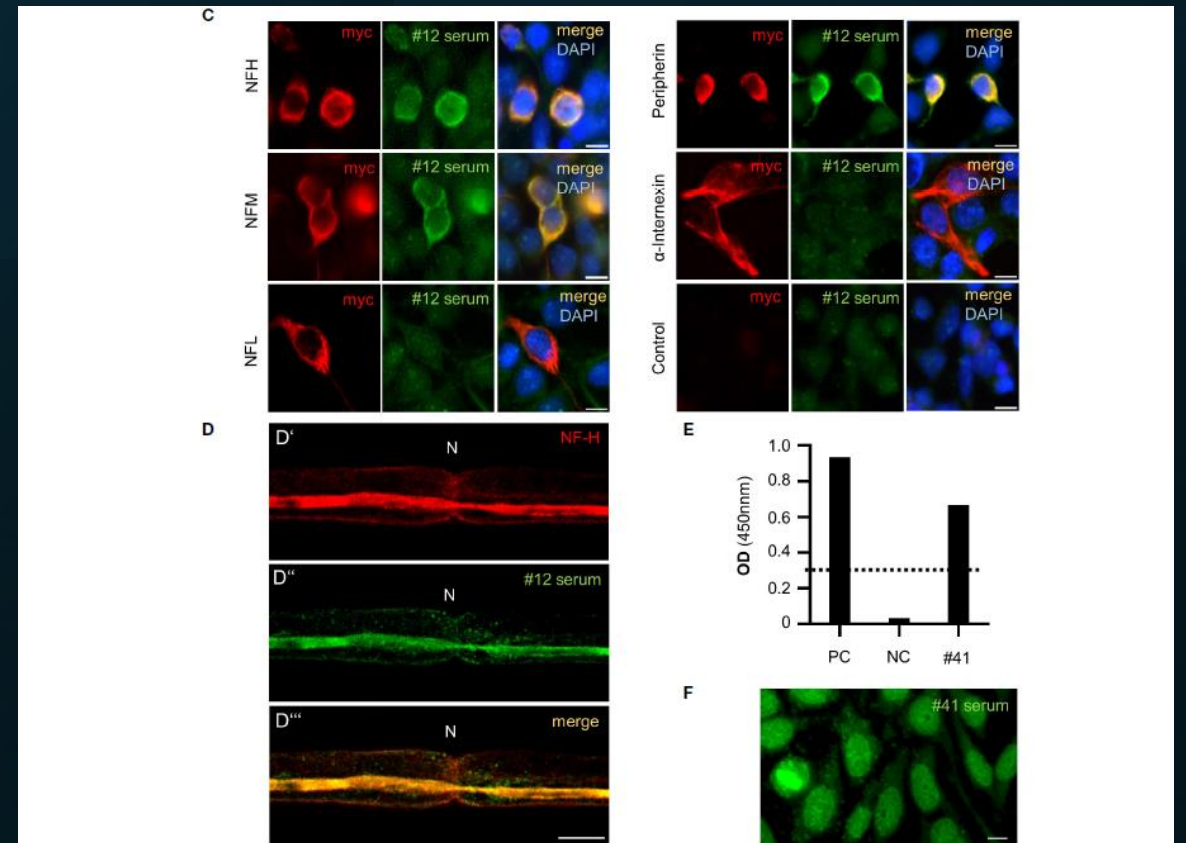 C
NFH
myc
#12 serum
merge
DAPI
Peripherin
myc
#12 serum
merge
DAPI
NFM
myc
#12 serum
merge
DAPI
α-Internexin
myc
#12 serum
merge
DAPI
NFL
myc
#12 serum
merge
DAPI
Control
myc
#12 serum
merge
DAPI
D
D‘
N
NF-H
D“
N
#12 serum
D“‘
N
merge
E
OD (450nnm)
1.0
0.8
0.6
0.4
0.2
0
PC
NC
#41
F
#41 serum